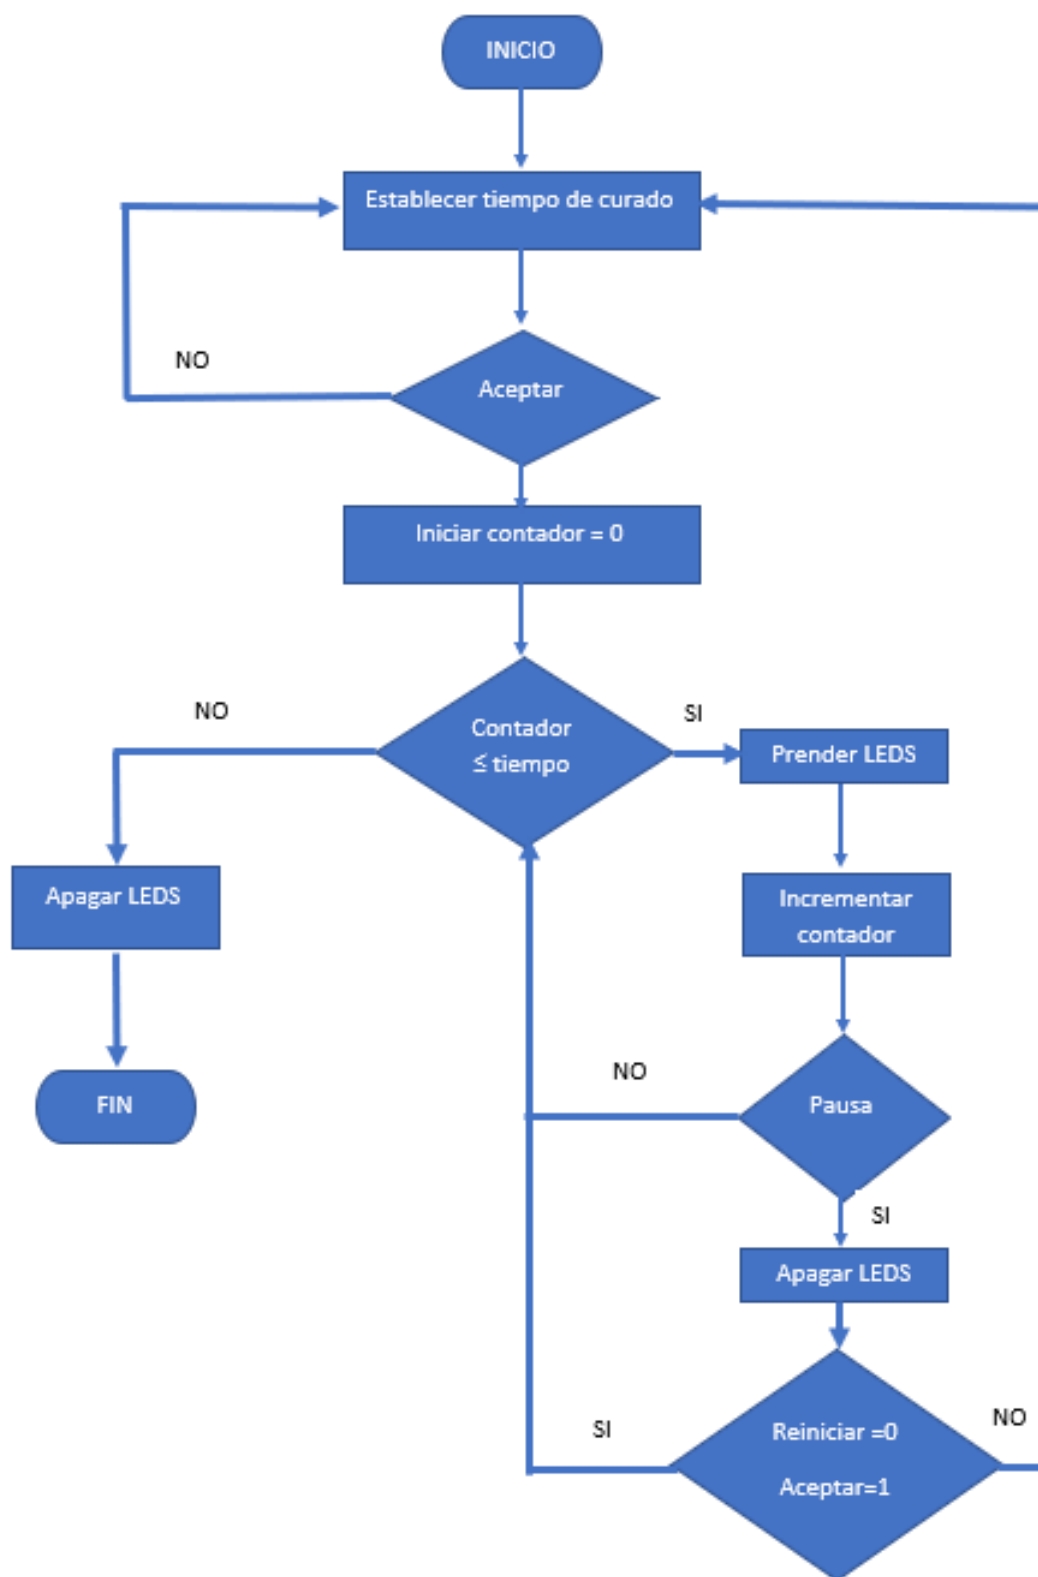 INICIO
Establecer tiempo de curado
NO
Aceptar
Iniciar contador = 0
NO
SI
Contador
≤ tiempo
Prender LEDS
Apagar LEDS
Incrementar
contador
NO
Pausa
FIN
SI
Apagar LEDS
SI
Reiniciar =0
NO
Aceptar=1